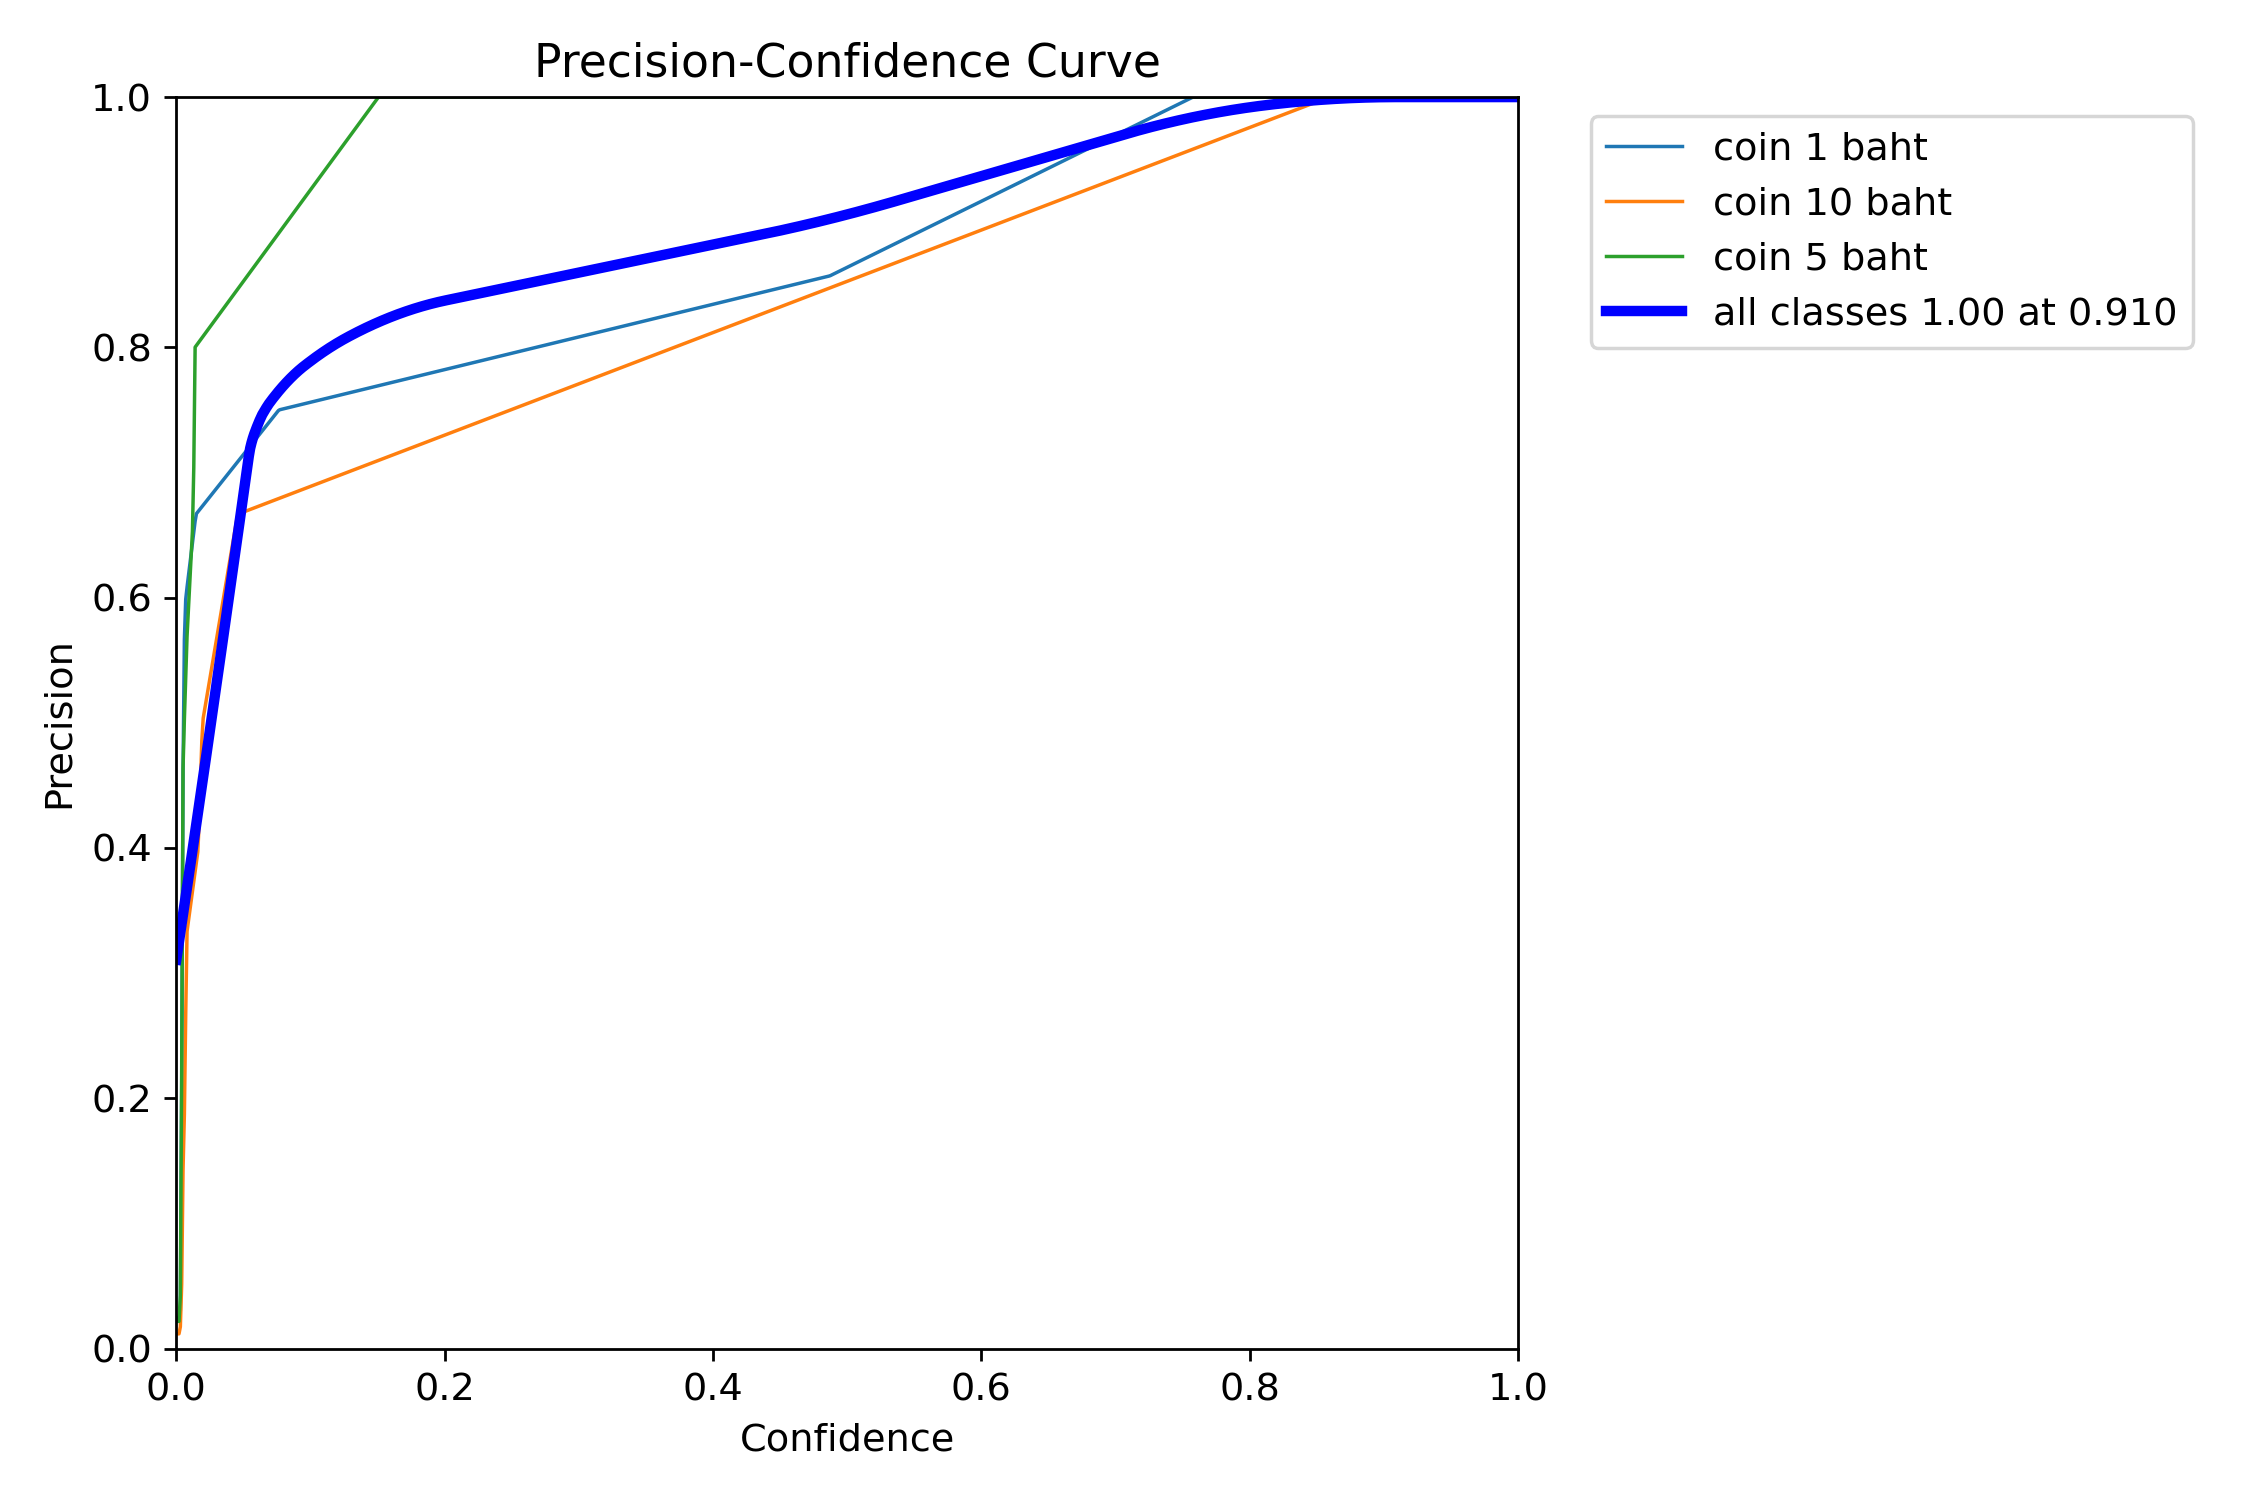 Precision-Confidence Curve
coin 1 baht
coin 10 baht
coin 5 baht
all classes 1.00 at 0.910
1.0
0.8
0.6
0.4
0.2
0.0
Precision
0.0 0.2 0.4 0.6 0.8 1.0
Confidence